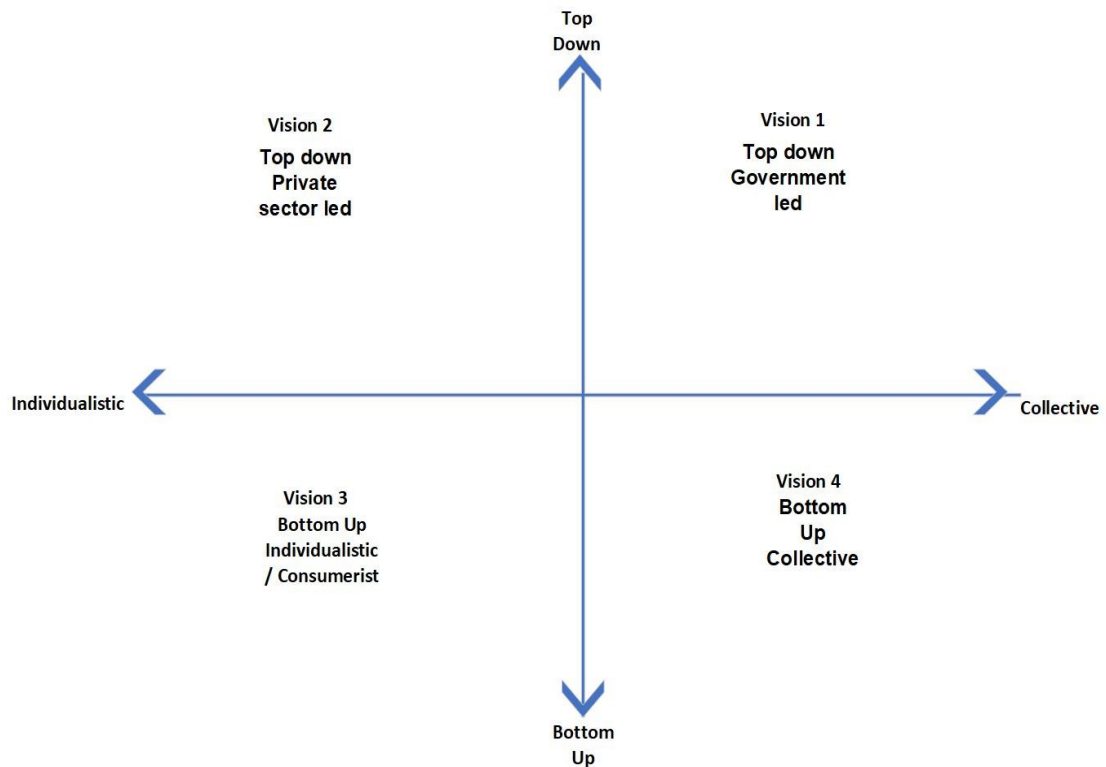 Top
Down
Vision 2
Top down
Private
sector led
Vision 1
Top down
Government
led
Individualistic
Collective
Vision 3
Bottom Up
Individualistic
/ Consumerist
Vision 4
Bottom
Up
Collective
Bottom
Up